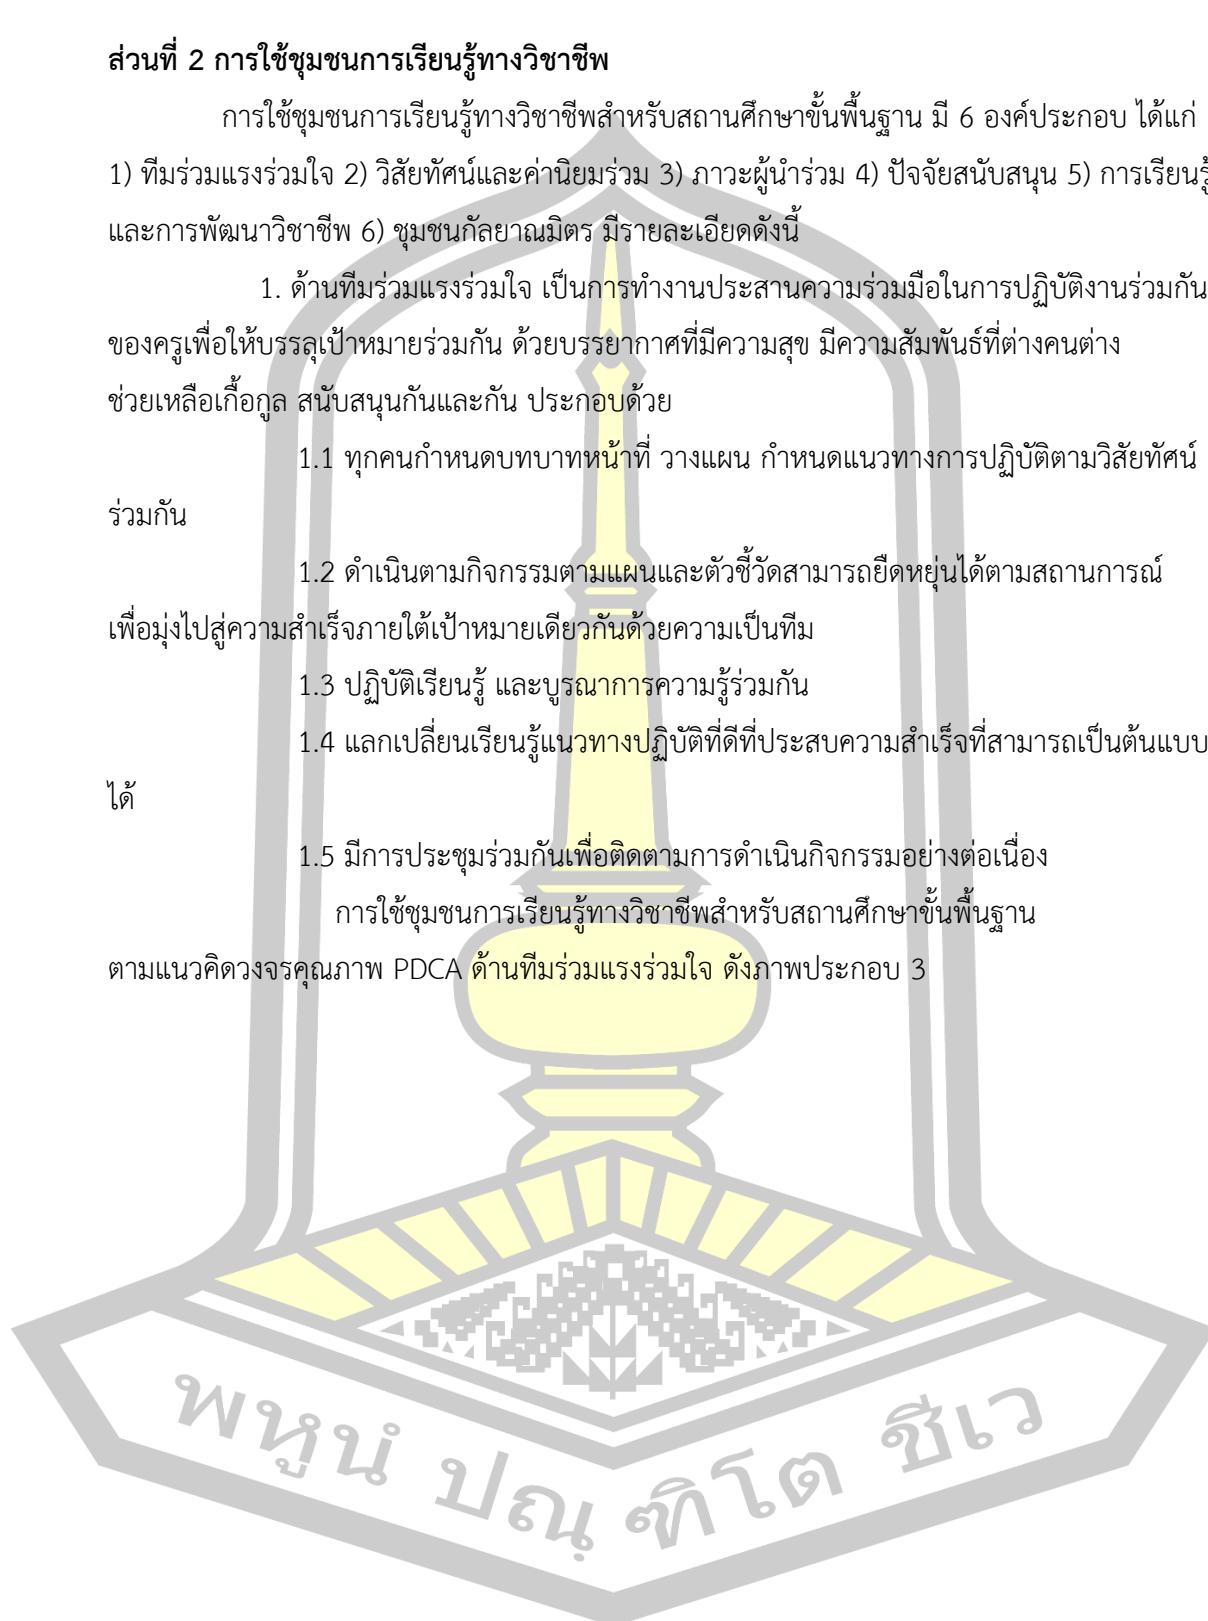 ส่วนที่ 2 การใช้ชุมชนการเรียนรู้ทางวิชาชีพ
การใช้ชุมชนการเรียนรู้ทางวิชาชีพสำหรับสถานศึกษาขั้นพื้นฐาน มี 6 องค์ประกอบ ได้แก่
1) ทีมร่วมแรงร่วมใจ 2) วิสัยทัศน์และค่านิยมร่วม 3) ภาวะผู้นำร่วม 4) ปัจจัยสนับสนุน 5) การเรียนรู้
และการพัฒนาวิชาชีพ 6) ชุมชนกัลยาณมิตร มีรายละเอียดดังนี้
1. ด้านทีมร่วมแรงร่วมใจ เป็นการทำงานประสานความร่วมมือในการปฏิบัติงานร่วมกัน
ของครูเพื่อให้บรรลุเป้าหมายร่วมกัน ด้วยบรรยากาศที่มีความสุข มีความสัมพันธ์ที่ต่างคนต่าง
ช่วยเหลือเกื้อกูล สนับสนุนกันและกัน ประกอบด้วย
1.1 ทุกคนกำหนดบทบาทหน้าที่ วางแผน กำหนดแนวทางการปฏิบัติตามวิสัยทัศน์
ร่วมกัน
1.2 ดำเนินตามกิจกรรมตามแผนและตัวชี้วัดสามารถยืดหยุ่นได้ตามสถานการณ์
เพื่อมุ่งไปสู่ความสำเร็จภายใต้เป้าหมายเดียวกันด้วยความเป็นทีม
1.3 ปฏิบัติเรียนรู้ และบูรณาการความรู้ร่วมกัน
1.4 แลกเปลี่ยนเรียนรู้แนวทางปฏิบัติที่ดีที่ประสบความสำเร็จที่สามารถเป็นต้นแบบ
ได้
1.5 มีการประชุมร่วมกันเพื่อติดตามการดำเนินกิจกรรมอย่างต่อเนื่อง
การใช้ชุมชนการเรียนรู้ทางวิชาชีพสำหรับสถานศึกษาขั้นพื้นฐาน
ตามแนวคิดวงจรคุณภาพ PDCA ด้านทีมร่วมแรงร่วมใจ ดังภาพประกอบ 3
พหูนํ ปณฺ ฑิโต ชีเว